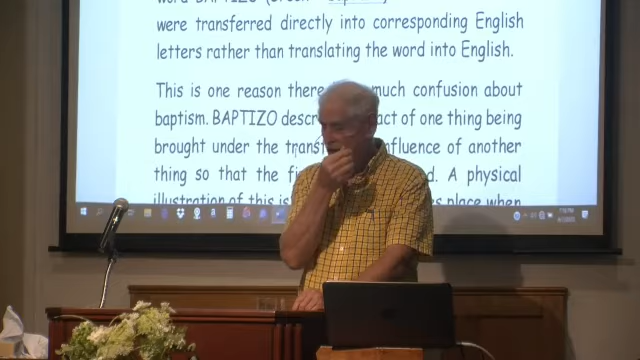 word BAPTIZO (Greek
were transferred directly into corresponding English
letters rather than translating the word into English.
This is one reason there much confusion about
baptism. BAPTIZO descr act of one thing being
brought under the transf influence of another
thing so that the fi d. A physical
illustration of this is es place when